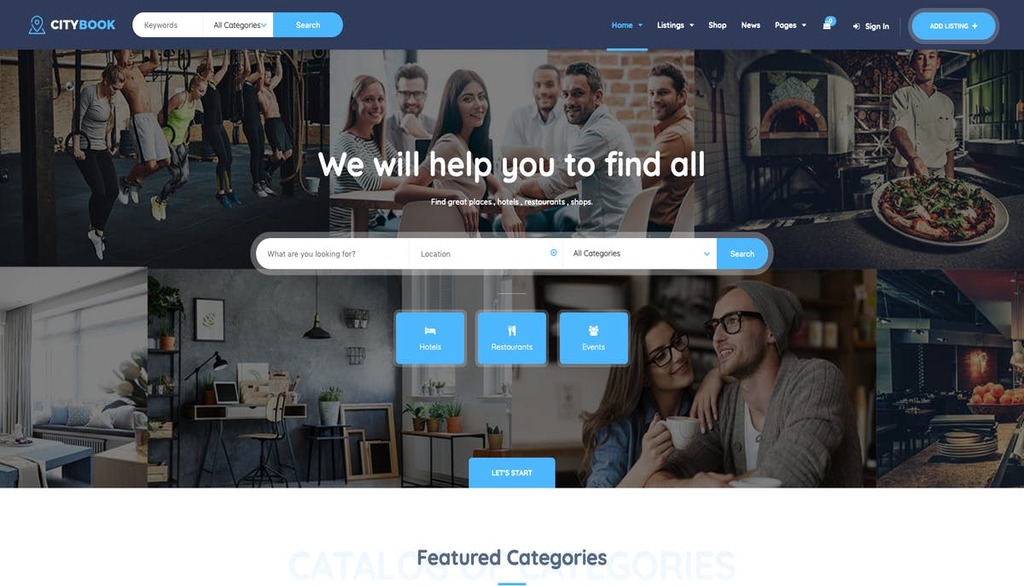 CITYBOOK
Keywords
All Categories
Search
Home
Listings
Shop
News
Pages
0
Sign In
ADD LISTING +
We will help you to find all
Find great places , hotels , restourants , shops.
What are you looking for?
Location
All Categories
Search
Hotels
Restourants
Events
LET'S START
CATALOG OF CATEGORIES
Featured Categories